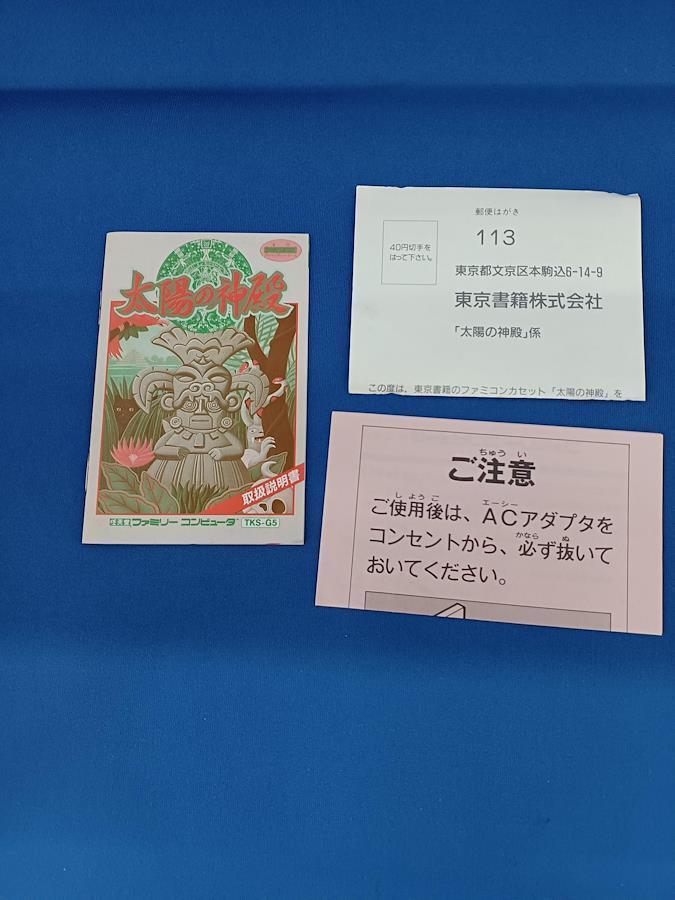 太陽の神殿
取扱説明書
任天堂 ファミリーコンピュータ TKS-G5
郵便はがき
40円切手を
はって下さい。
113
東京都文京区本駒込6-14-9
東京書籍株式会社
「太陽の神殿」係
この度は、東京書籍のファミコンカセット「太陽の神殿」を
ちゅう い
ご注意
しようご エーシー
ご使用後は、ACアダプタを
かなら ぬ
コンセントから、必ず抜いて
おいてください。